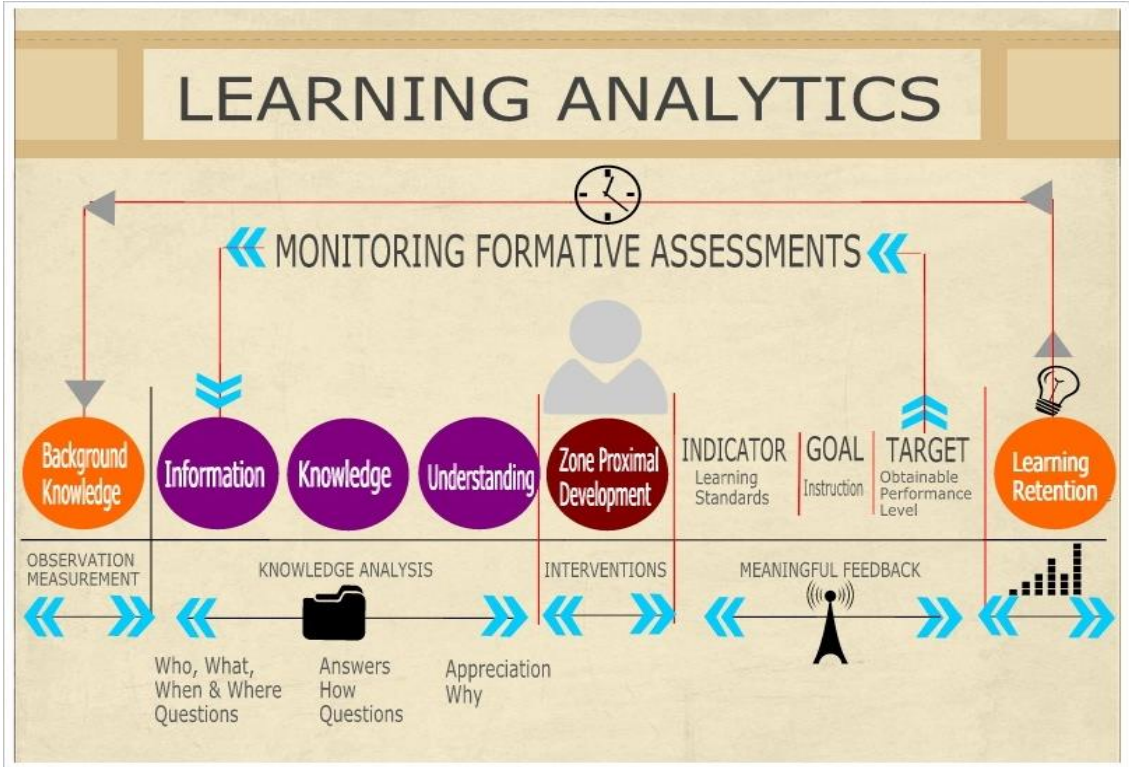 LEARNING ANALYTICS
MONITORING FORMATIVE ASSESSMENTS
Background
Knowledge
Information
Knowledge
Understanding
Zone Proximal
Development
INDICATOR
Learning
Standards
GOAL
Instruction
TARGET
Obtainable
Performance
Level
Learning
Retention
OBSERVATION
MEASUREMENT
KNOWLEDGE ANALYSIS
INTERVENTIONS
MEANINGFUL FEEDBACK
Who, What,
When & Where
Questions
Answers
How
Questions
Appreciation
Why